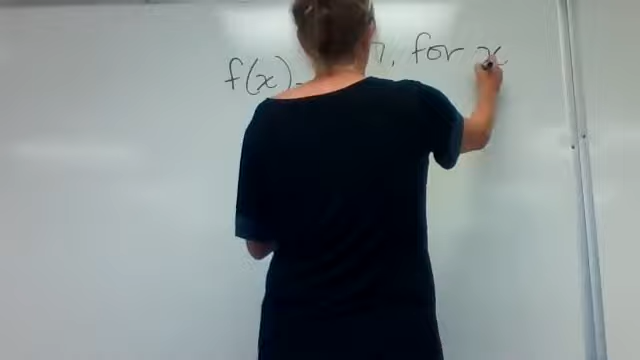 f(x) 7, for x